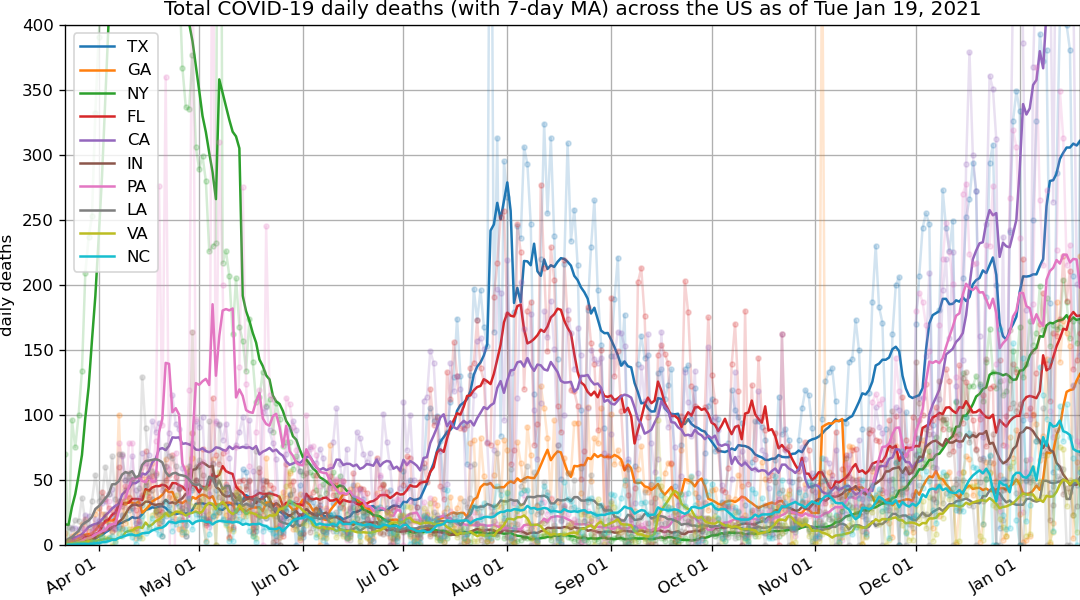 Total COVID-19 daily deaths (with 7-day MA) across the US as of Tue Jan 19, 2021
daily deaths
400
350
300
250
200
150
100
50
0
TX
GA
NY
FL
CA
IN
PA
LA
VA
NC
Apr 01
May 01
Jun 01
Jul 01
Aug 01
Sep 01
Oct 01
Nov 01
Dec 01
Jan 01